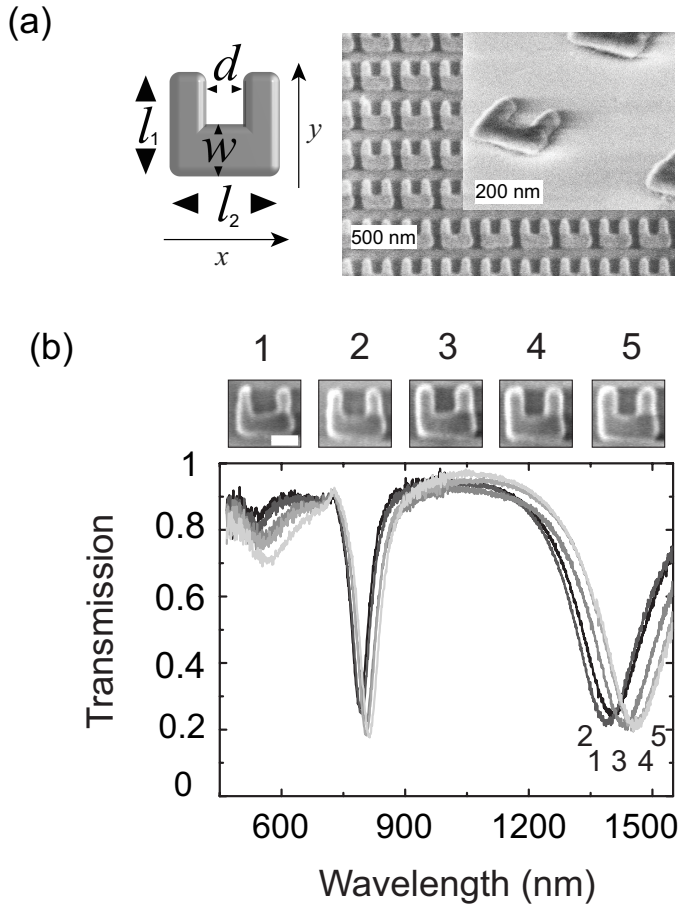 (a)
d
l₁
w
y
l₂
x
200 nm
500 nm
(b)
1 2 3 4 5
1
0.8
0.6
0.4
0.2
0
Transmission
2 5
1 3 4
600 900 1200 1500
Wavelength (nm)